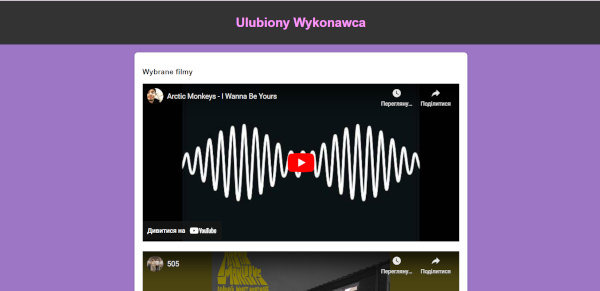 Ulubiony Wykonawca
Wybrane filmy
Arctic Monkeys - I Wanna Be Yours
Перегляну...
Поділитися
Дивитися на YouTube
505
Перегляну...
Поділитися